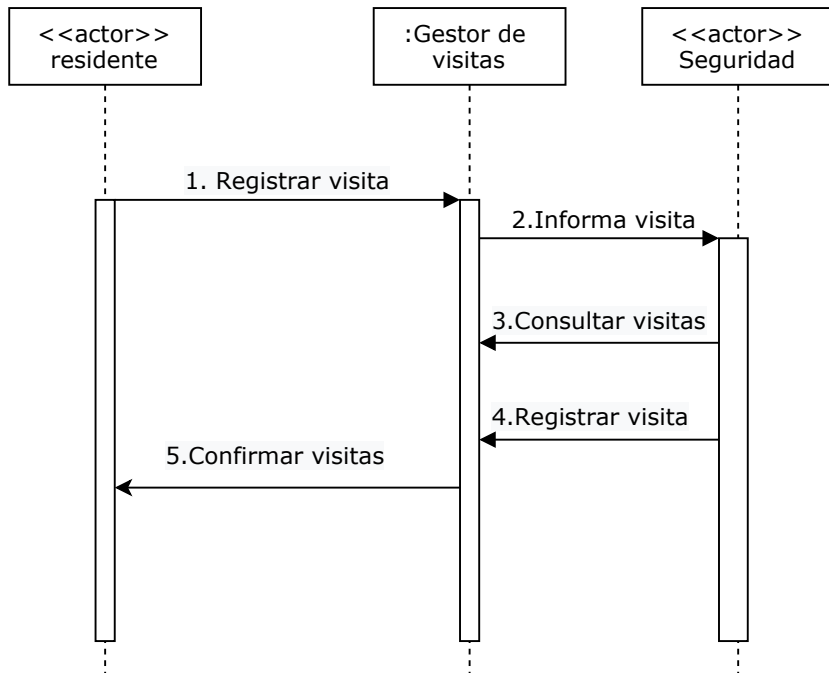 <<actor>>
residente
:Gestor de
visitas
<<actor>>
Seguridad
1. Registrar visita
2.Informa visita
3.Consultar visitas
4.Registrar visita
5.Confirmar visitas